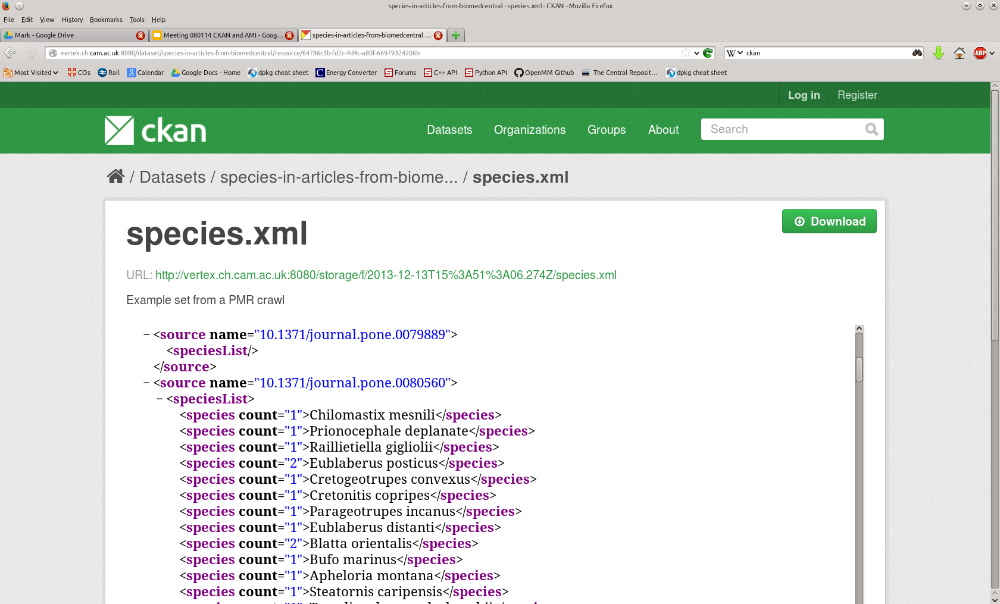 species-in-articles-from-biomedcentral - species.xml - CKAN - Mozilla Firefox
File Edit View History Bookmarks Tools Help
Mark - Google Drive Meeting 080114 CKAN and AMI - Goog... species-in-articles-from-biomedcentral ...
vertex.ch.cam.ac.uk:8080/dataset/species-in-articles-from-biomedcentral/resource/64786c3b-fd2c-4d4c-a80f-66979324206b W ckan ABP
Most Visited COs Rail 8 Calendar Google Docs - Home dpkg cheat sheet C Energy Converter S Forums S C++ API S Python API OpenMM Github The Central Reposit... dpkg cheat sheet
Log in Register
ckan Datasets Organizations Groups About Search
/ Datasets / species-in-articles-from-biome... / species.xml
species.xml
Download
URL: http://vertex.ch.cam.ac.uk:8080/storage/f/2013-12-13T15%3A51%3A06.274Z/species.xml
Example set from a PMR crawl
− <source name="10.1371/journal.pone.0079889">
<speciesList/>
</source>
− <source name="10.1371/journal.pone.0080560">
− <speciesList>
<species count="1">Chilomastix mesnili</species>
<species count="1">Prionocephale deplanate</species>
<species count="1">Raillietiella gigliolii</species>
<species count="2">Eublaberus posticus</species>
<species count="1">Cretogeotrupes convexus</species>
<species count="1">Cretonitis copripes</species>
<species count="1">Parageotrupes incanus</species>
<species count="1">Eublaberus distanti</species>
<species count="2">Blatta orientalis</species>
<species count="1">Bufo marinus</species>
<species count="1">Apheloria montana</species>
<species count="1">Steatornis caripensis</species>